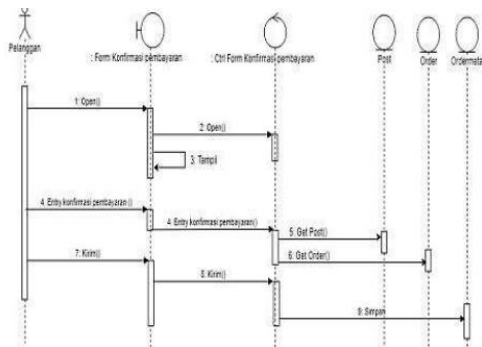 Pelanggan
: Form Konfirmasi pembayaran
: Ctrl Form Konfirmasi pembayaran
Post
Order
Ordermeta
1: Open()
2: Open()
3: Tampil
4: Entry konfirmasi pembayaran()
4: Entry konfirmasi pembayaran()
5: Get Post()
6: Get Order()
7: Kirim()
8: Kirim()
9: Simpan